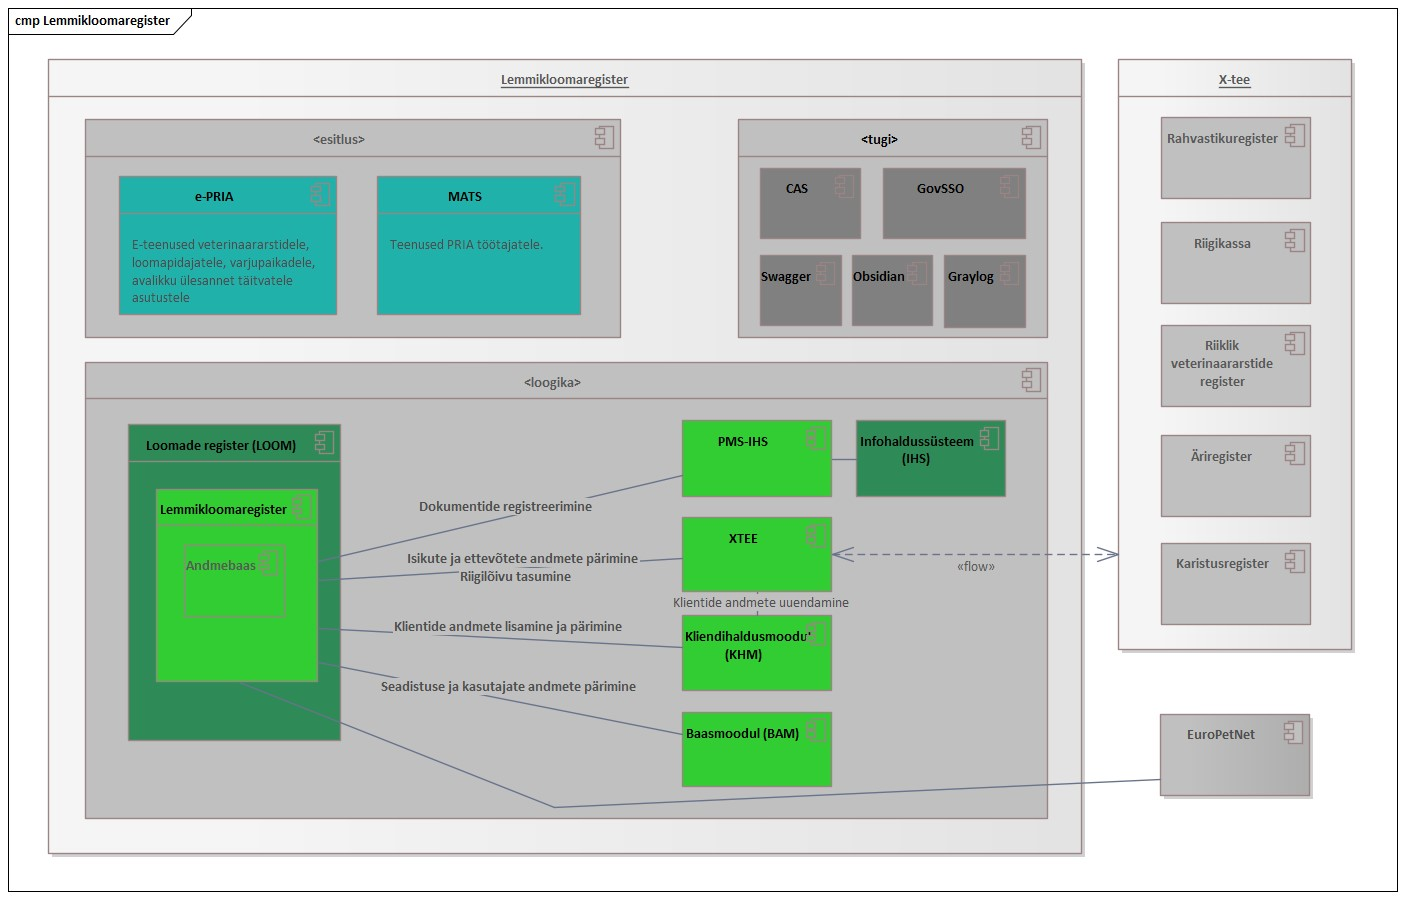 cmp Lemmikloomaregister
Lemmikloomaregister
<esitlus>
e-PRIA
E-teenused veterinaararstidele,
loomapidajatele, varjupaikadele,
avalikku ülesannet täitvatele
asutustele
MATS
Teenused PRIA töötajatele.
<tugi>
CAS
GovSSO
Swagger
Obsidian
Graylog
<loogika>
Loomade register (LOOM)
Lemmikloomaregister
Andmebaas
Dokumentide registreerimine
Isikute ja ettevõtete andmete pärimine
Riigilõivu tasumine
Klientide andmete lisamine ja pärimine
Seadistuse ja kasutajate andmete pärimine
PMS-IHS
Infohaldussüsteem
(IHS)
XTEE
Klientide andmete uuendamine
Kliendihaldusmoodul
(KHM)
Baasmoodul (BAM)
«flow»
X-tee
Rahvastikuregister
Riigikassa
Riiklik
veterinaararstide
register
Äriregister
Karistusregister
EuroPetNet